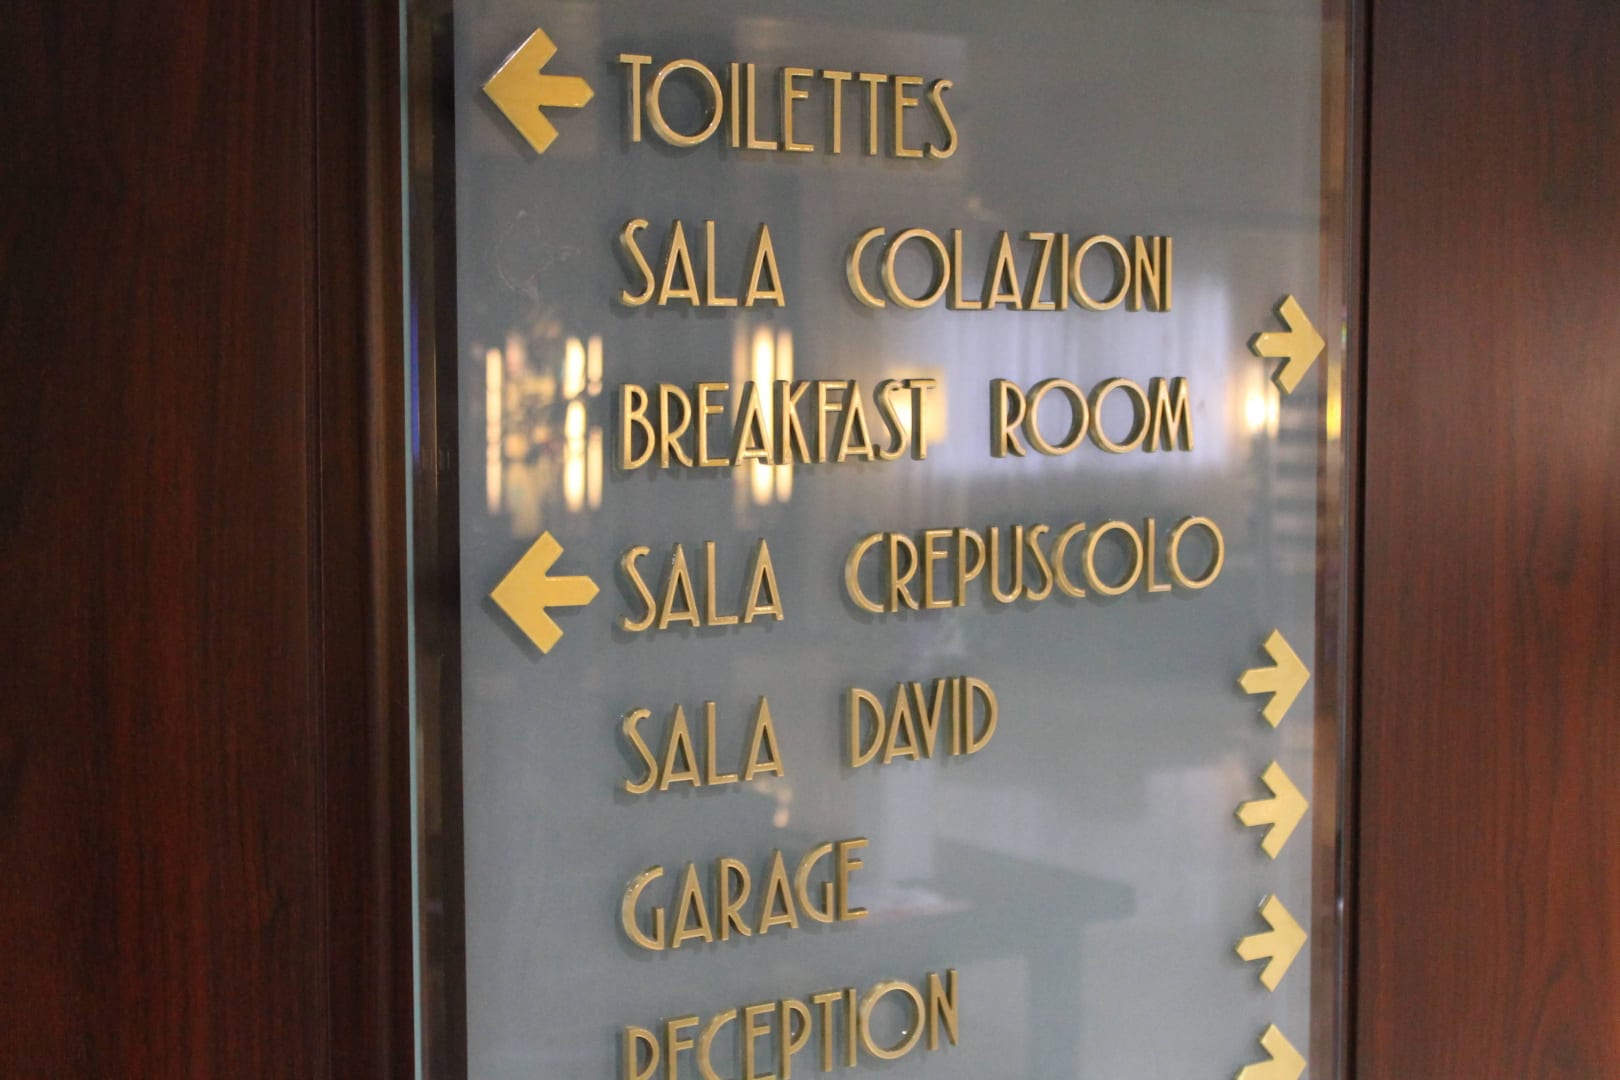 TOILETTES
SALA COLAZIONI
BREAKFAST ROOM
SALA CREPUSCOLO
SALA DAVID
GARAGE
RECEPTION